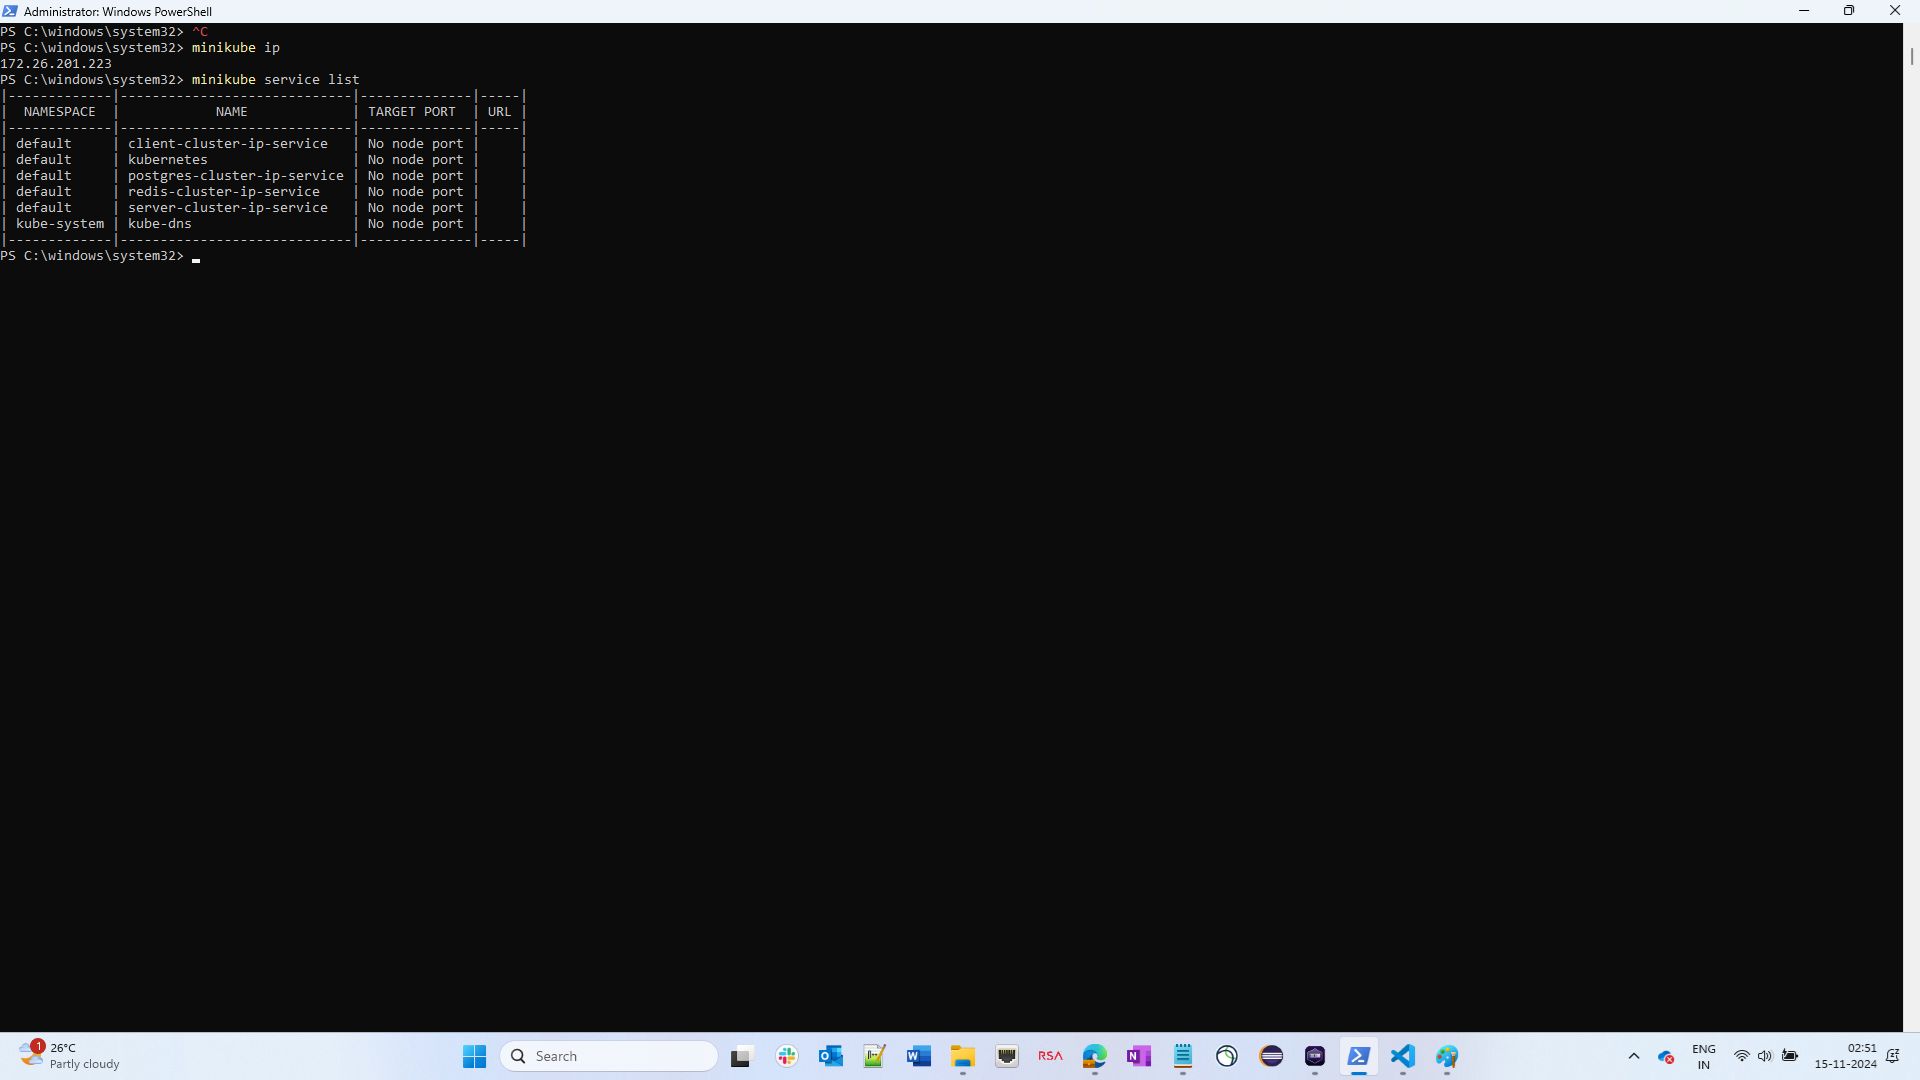 Administrator: Windows PowerShell
PS C:\windows\system32> ^C
PS C:\windows\system32> minikube ip
172.26.201.223
PS C:\windows\system32> minikube service list
|-------------|-----------------------------|--------------|-----|
|  NAMESPACE  |            NAME             | TARGET PORT  | URL |
|-------------|-----------------------------|--------------|-----|
| default     | client-cluster-ip-service   | No node port |     |
| default     | kubernetes                  | No node port |     |
| default     | postgres-cluster-ip-service | No node port |     |
| default     | redis-cluster-ip-service    | No node port |     |
| default     | server-cluster-ip-service   | No node port |     |
| kube-system | kube-dns                    | No node port |     |
|-------------|-----------------------------|--------------|-----|
PS C:\windows\system32>
1
26°C
Partly cloudy
Search
RSA
ENG
IN
02:51
15-11-2024